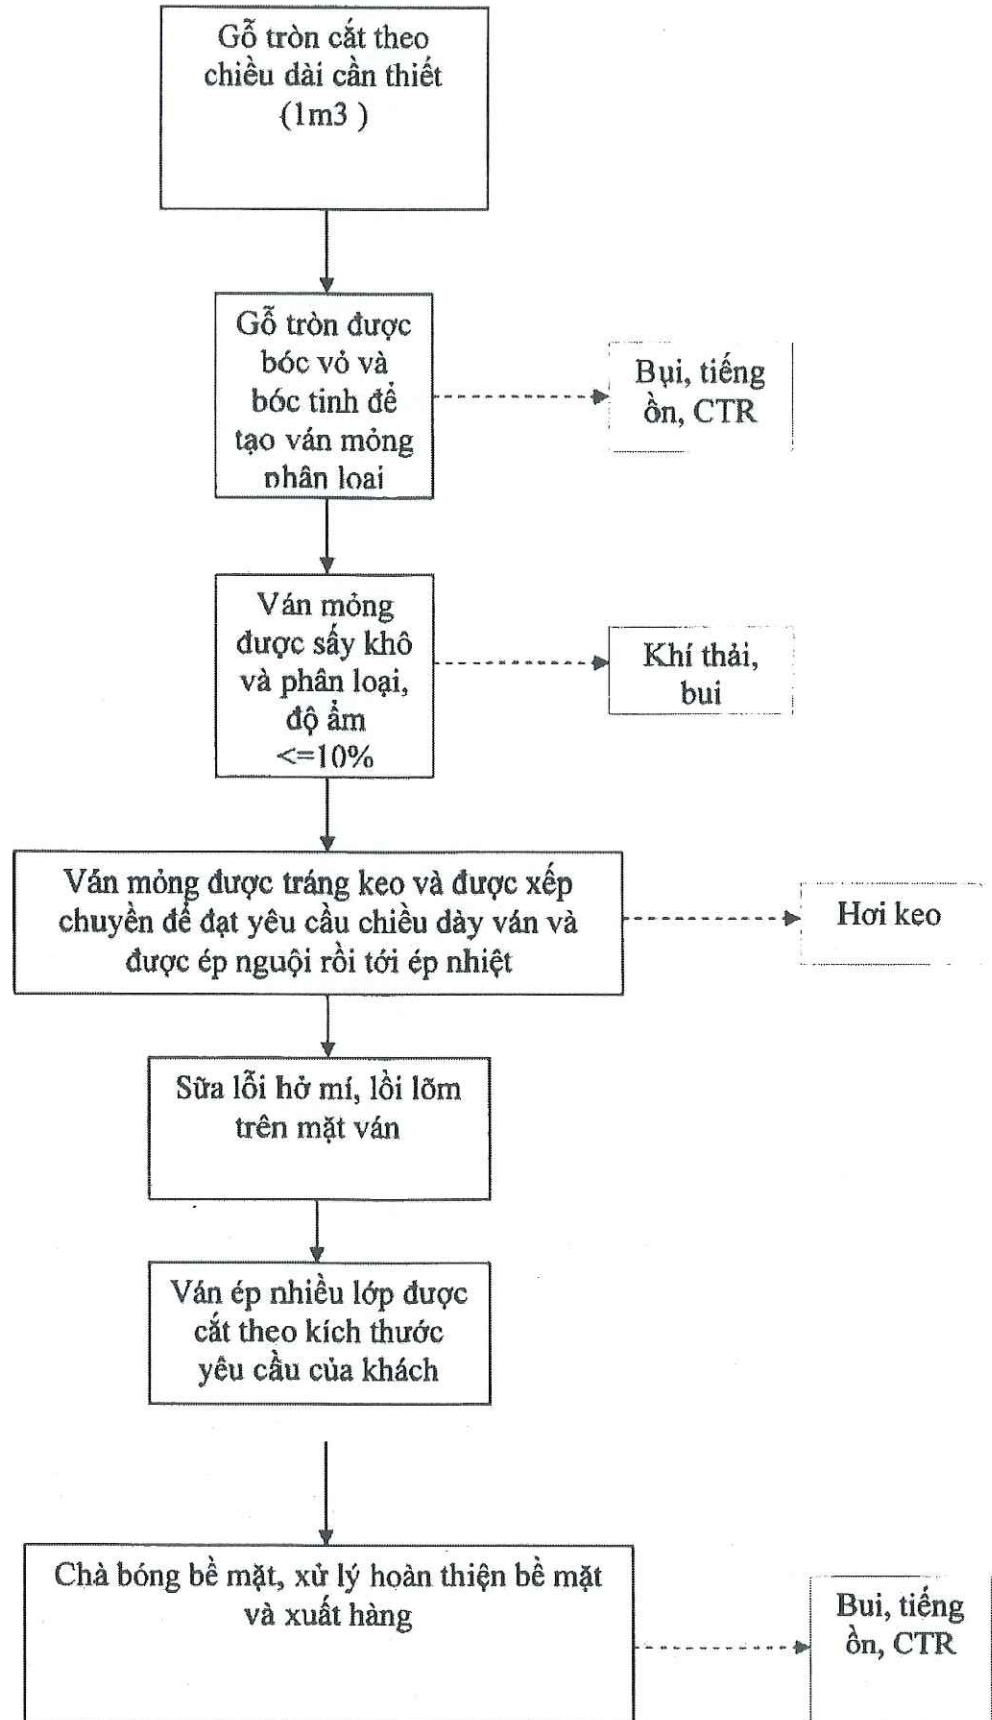 Gỗ tròn cắt theo
chiều dài cần thiết
(1m3 )
Gỗ tròn được
bóc vỏ và
bóc tinh để
tạo ván mỏng
phân loai
Bụi, tiếng
ồn, CTR
Ván mỏng
được sấy khô
và phân loại,
độ ẩm
<=10%
Khí thải,
bui
Ván mỏng được tráng keo và được xếp
chuyền để đạt yêu cầu chiều dày ván và
được ép nguội rồi tới ép nhiệt
Hơi keo
Sữa lỗi hở mí, lồi lõm
trên mặt ván
Ván ép nhiều lớp được
cắt theo kích thước
yêu cầu của khách
Chà bóng bề mặt, xử lý hoàn thiện bề mặt
và xuất hàng
Bui, tiếng
ồn, CTR